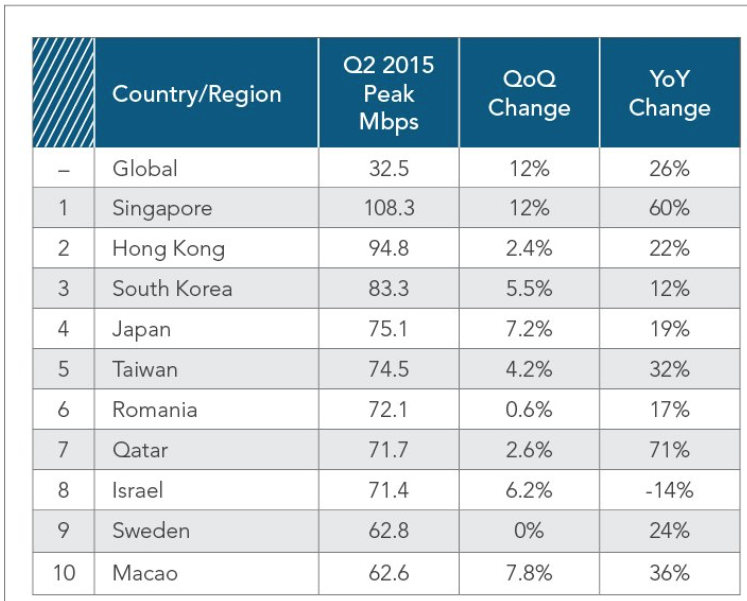 Country/Region Q2 2015 Peak Mbps QoQ Change YoY Change
– Global 32.5 12% 26%
1 Singapore 108.3 12% 60%
2 Hong Kong 94.8 2.4% 22%
3 South Korea 83.3 5.5% 12%
4 Japan 75.1 7.2% 19%
5 Taiwan 74.5 4.2% 32%
6 Romania 72.1 0.6% 17%
7 Qatar 71.7 2.6% 71%
8 Israel 71.4 6.2% -14%
9 Sweden 62.8 0% 24%
10 Macao 62.6 7.8% 36%